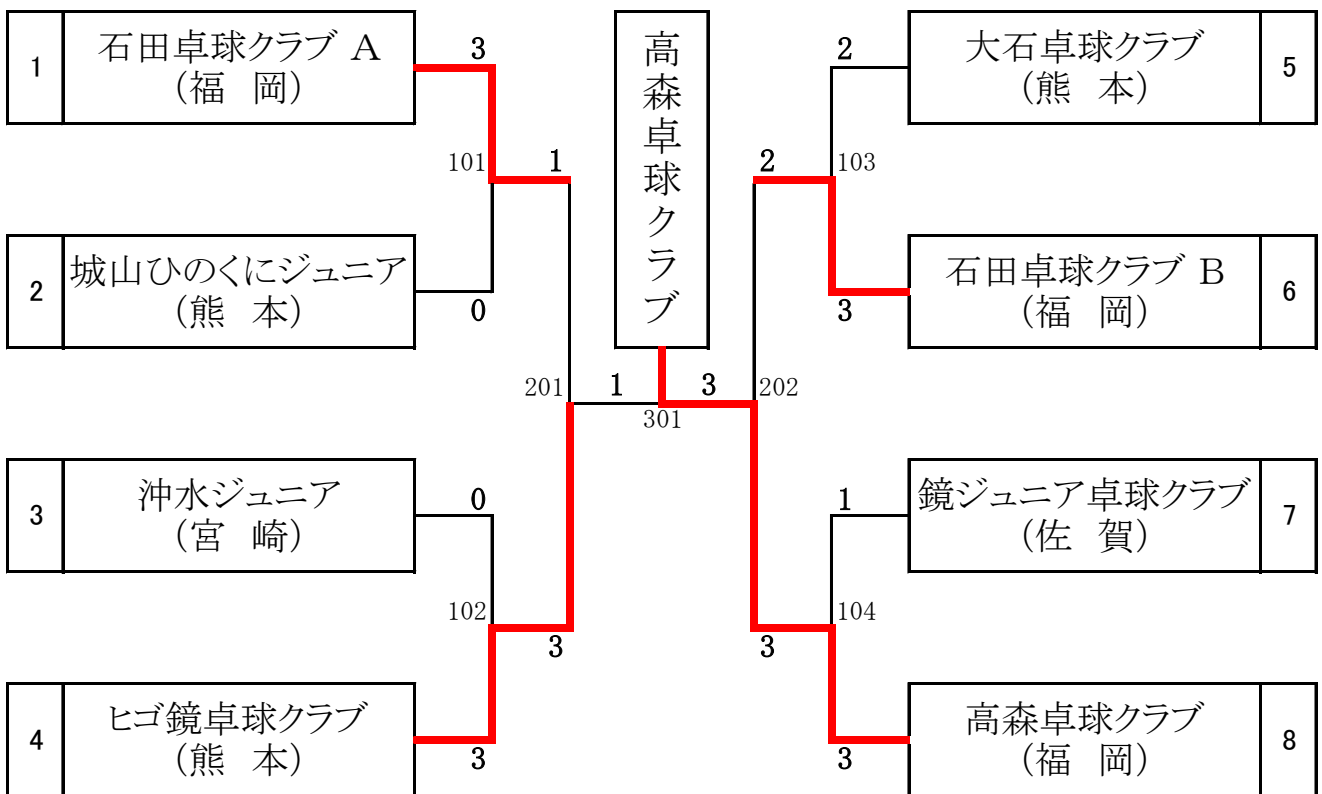 1
石田卓球クラブ A
(福 岡)
3
高森卓球クラブ
2
大石卓球クラブ
(熊 本)
5
101
1
2
103
2
城山ひのくにジュニア
(熊 本)
0
3
石田卓球クラブ B
(福 岡)
6
201
1
301
3
202
3
沖水ジュニア
(宮 崎)
0
1
鏡ジュニア卓球クラブ
(佐 賀)
7
102
3
3
104
4
ヒゴ鏡卓球クラブ
(熊 本)
3
3
高森卓球クラブ
(福 岡)
8